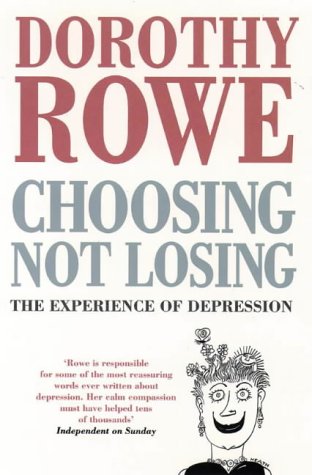 DOROTHY
ROWE
CHOOSING
NOT LOSING
THE EXPERIENCE OF DEPRESSION
‘Rowe is responsible
for some of the most reassuring
words ever written about
depression. Her calm compassion
must have helped tens
of thousands’
Independent on Sunday
HEATH